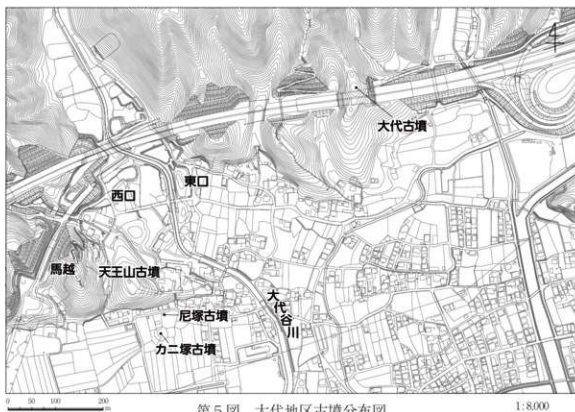 大代古墳
東口
西口
馬越
天王山古墳
大代谷川
尼塚古墳
カニ塚古墳
0 100 200
m
第5図 大代地区古墳分布図
1:8,000